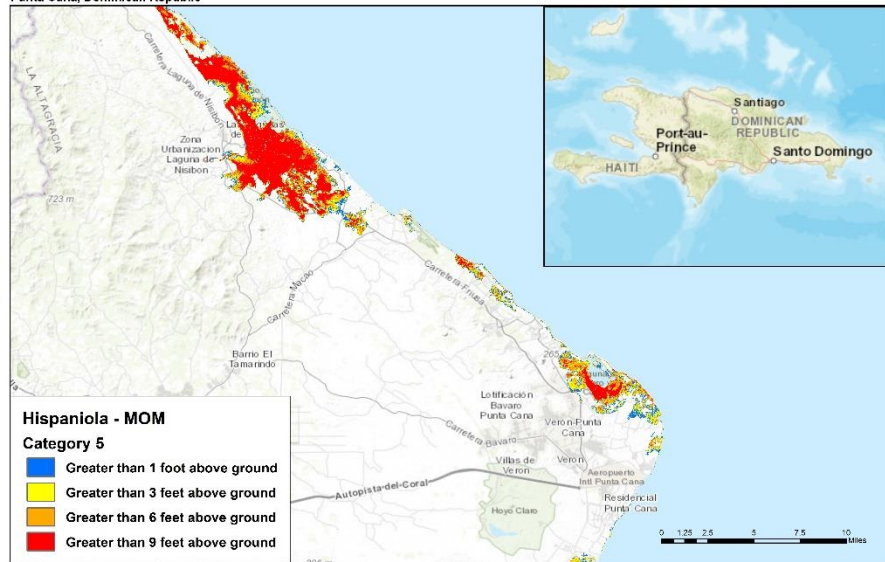 Punta Cana, Dominican Republic
LA ALTAGRACIA
Carretera Laguna de Nisibon
Zona
Urbanizacion
Laguna de
Nisibon
723 m
Carretera Macao
Carretera-Friusa
Barrio El
Tamarindo
265
Lotificación
Bavaro
Punta Cana
Veron-Punta
Cana
Carretera-Bavaro
Villas de
Veron
Veron
Aeropuerto
Intl Punta Cana
Autopista-del-Coral
Residencial
Punta Cana
Hoyo Claro
Santiago
DOMINICAN
REPUBLIC
Port-au-
Prince
Santo Domingo
HAITI
Hispaniola - MOM
Category 5
Greater than 1 foot above ground
Greater than 3 feet above ground
Greater than 6 feet above ground
Greater than 9 feet above ground
0 1.25 2.5 5 7.5 10
Miles